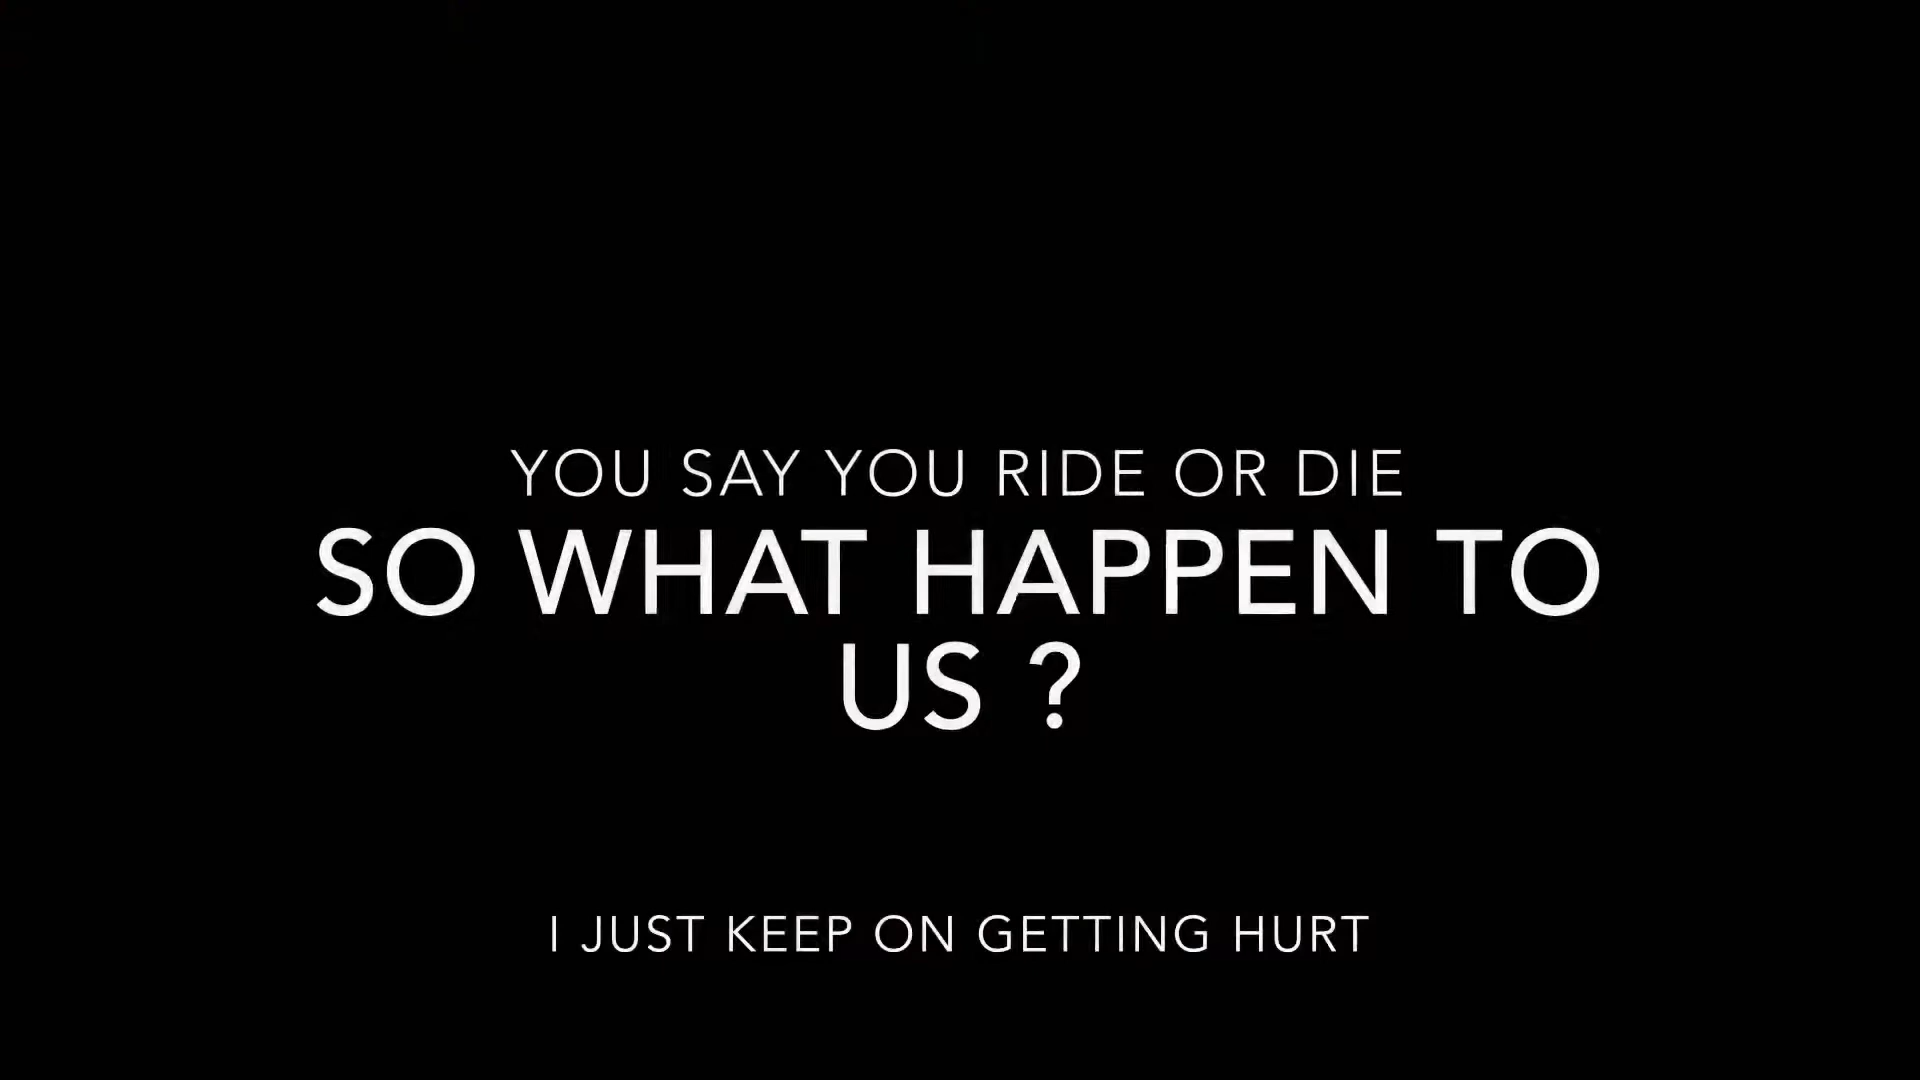 YOU SAY YOU RIDE OR DIE
SO WHAT HAPPEN TO
US ?
I JUST KEEP ON GETTING HURT